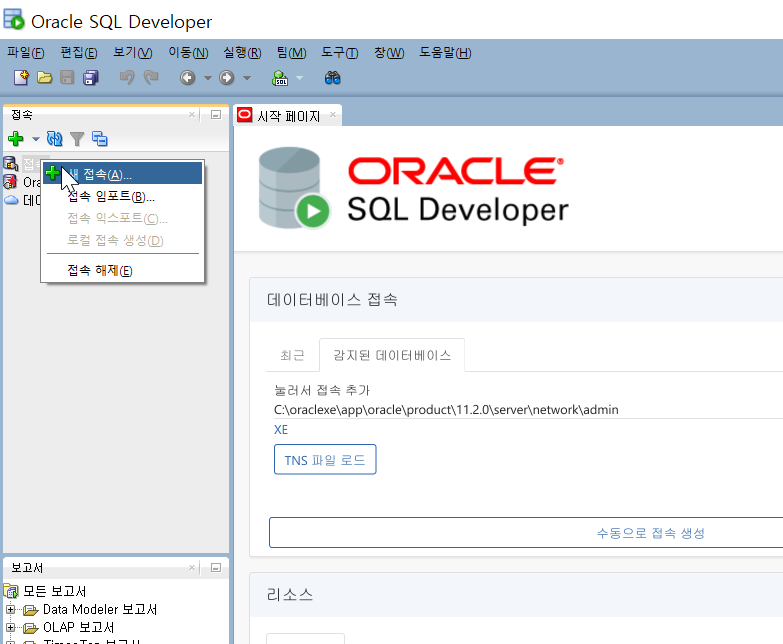 Oracle SQL Developer
파일(F) 편집(E) 보기(V) 이동(N) 실행(R) 팀(M) 도구(T) 창(W) 도움말(H)
SQL
접속
시작 페이지
Ora
데이
새 접속(A)...
접속 임포트(B)...
접속 익스포트(C)...
로컬 접속 생성(D)
접속 해제(E)
ORACLE®
SQL Developer
데이터베이스 접속
최근
감지된 데이터베이스
눌러서 접속 추가
C:\oraclexe\app\oracle\product\11.2.0\server\network\admin
XE
TNS 파일 로드
수동으로 접속 생성
리소스
보고서
모든 보고서
Data Modeler 보고서
OLAP 보고서
TimesTen 보고서